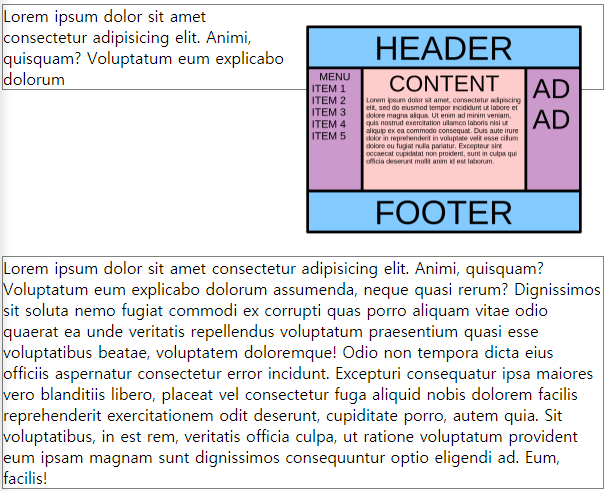 Lorem ipsum dolor sit amet
consectetur adipisicing elit. Animi,
quisquam? Voluptatum eum explicabo
dolorum
HEADER
MENU
ITEM 1
ITEM 2
ITEM 3
ITEM 4
ITEM 5
CONTENT
Lorem ipsum dolor sit amet, consectetur adipiscing
elit, sed do eiusmod tempor incididunt ut labore et
dolore magna aliqua. Ut enim ad minim veniam,
quis nostrud exercitation ullamco laboris nisi ut
aliquip ex ea commodo consequat. Duis aute irure
dolor in reprehenderit in voluptate velit esse cillum
dolore eu fugiat nulla pariatur. Excepteur sint
occaecat cupidatat non proident, sunt in culpa qui
officia deserunt mollit anim id est laborum.
AD
AD
FOOTER
Lorem ipsum dolor sit amet consectetur adipisicing elit. Animi, quisquam?
Voluptatum eum explicabo dolorum assumenda, neque quasi rerum? Dignissimos
sit soluta nemo fugiat commodi ex corrupti quas porro aliquam vitae odio
quaerat ea unde veritatis repellendus voluptatum praesentium quasi esse
voluptatibus beatae, voluptatem doloremque! Odio non tempora dicta eius
officiis aspernatur consectetur error incidunt. Excepturi consequatur ipsa maiores
vero blanditiis libero, placeat vel consectetur fuga aliquid nobis dolorem facilis
reprehenderit exercitationem odit deserunt, cupiditate porro, autem quia. Sit
voluptatibus, in est rem, veritatis officia culpa, ut ratione voluptatum provident
eum ipsam magnam sunt dignissimos consequuntur optio eligendi ad. Eum,
facilis!